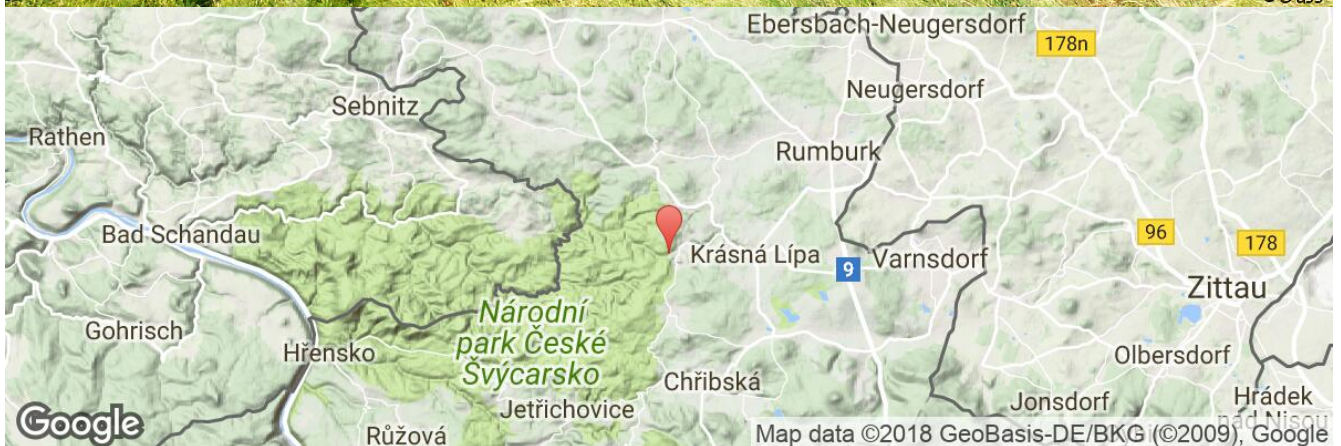 Ebersbach-Neugersdorf
178n
Neugersdorf
Sebnitz
Rathen
Rumburk
Bad Schandau
Krásná Lípa
9
Varnsdorf
96
178
Zittau
Národní
park České
Švýcarsko
Gohrisch
Hřensko
Olbersdorf
Chřibská
Jetřichovice
Jonsdorf
Hrádek
nad Nisou
Růžová
Google
Map data ©2018 GeoBasis-DE/BKG (©2009), Google